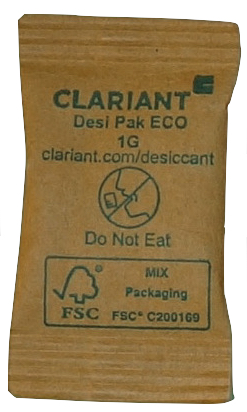 CLARIANT
Desi Pak ECO
1G
clariant.com/desiccant
Do Not Eat
MIX
Packaging
FSC
FSC® C200169